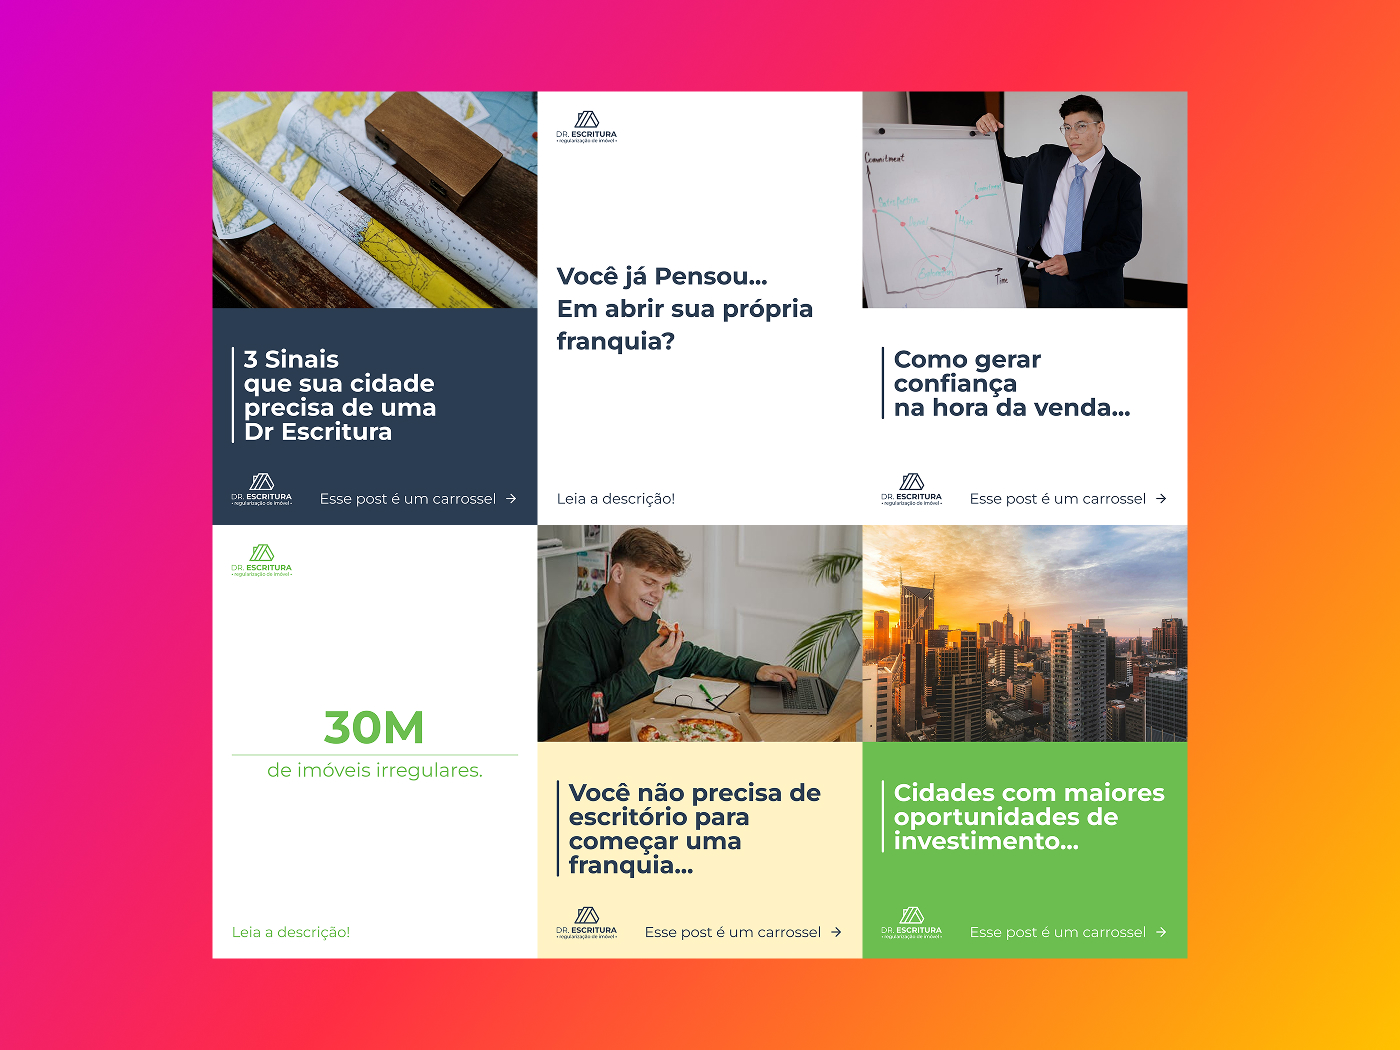 3 Sinais
que sua cidade
precisa de uma
Dr Escritura
DR. ESCRITURA
• regularização de imóvel •
Esse post é um carrossel →
DR. ESCRITURA
• regularização de imóvel •
Você já Pensou...
Em abrir sua própria
franquia?
Leia a descrição!
Commitment
Time
Como gerar
confiança
na hora da venda...
DR. ESCRITURA
• regularização de imóvel •
Esse post é um carrossel →
DR. ESCRITURA
• regularização de imóvel •
30M
de imóveis irregulares.
Leia a descrição!
Você não precisa de
escritório para
começar uma
franquia...
DR. ESCRITURA
• regularização de imóvel •
Esse post é um carrossel →
Cidades com maiores
oportunidades de
investimento...
DR. ESCRITURA
• regularização de imóvel •
Esse post é um carrossel →